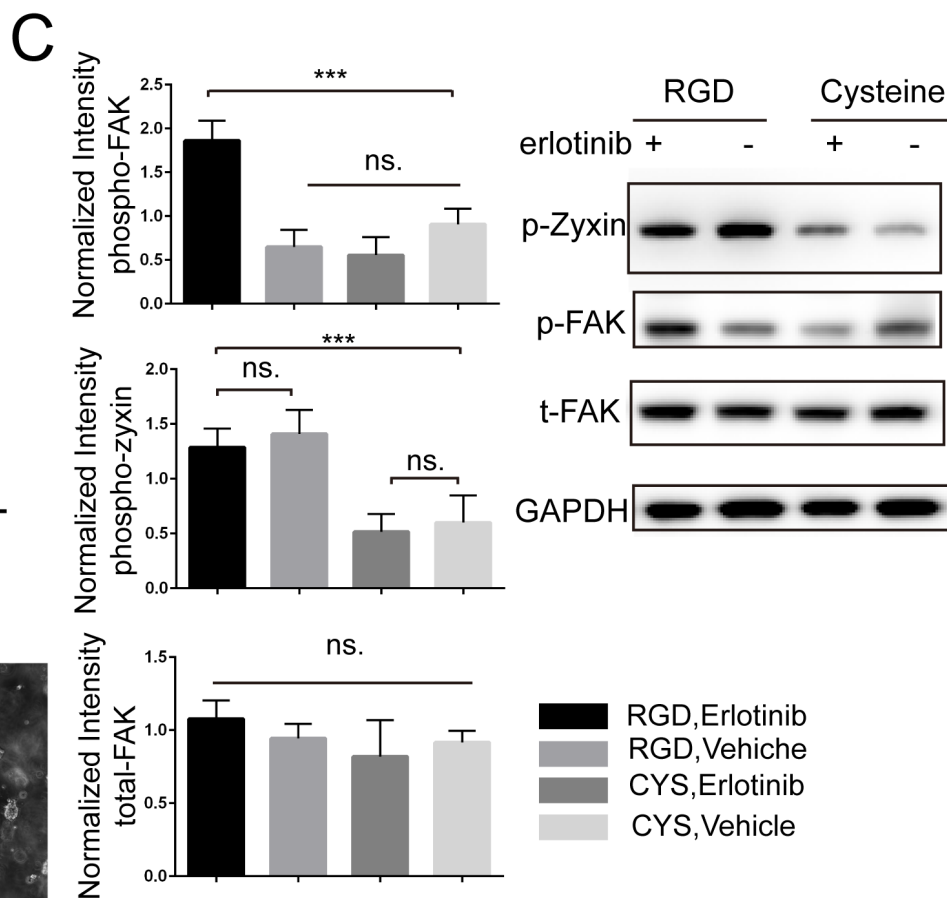 C
Normalized Intensity
phospho-FAK
2.5
2.0
1.5
1.0
0.5
0.0
***
ns.
Normalized Intensity
phospho-zyxin
2.0
1.5
1.0
0.5
0.0
***
ns.
ns.
Normalized Intensity
total-FAK
1.5
1.0
0.5
0.0
ns.
RGD Cysteine
erlotinib + - + -
p-Zyxin
p-FAK
t-FAK
GAPDH
RGD,Erlotinib
RGD,Vehiche
CYS,Erlotinib
CYS,Vehicle